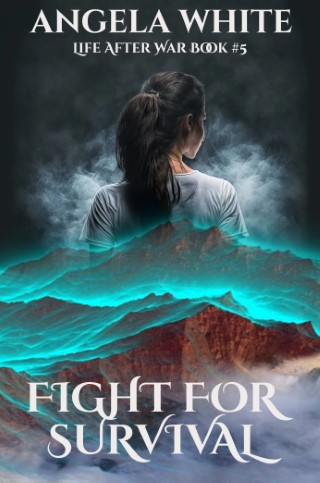 ANGELA WHITE
LIFE AFTER WAR BOOK #5
FIGHT FOR
SURVIVAL